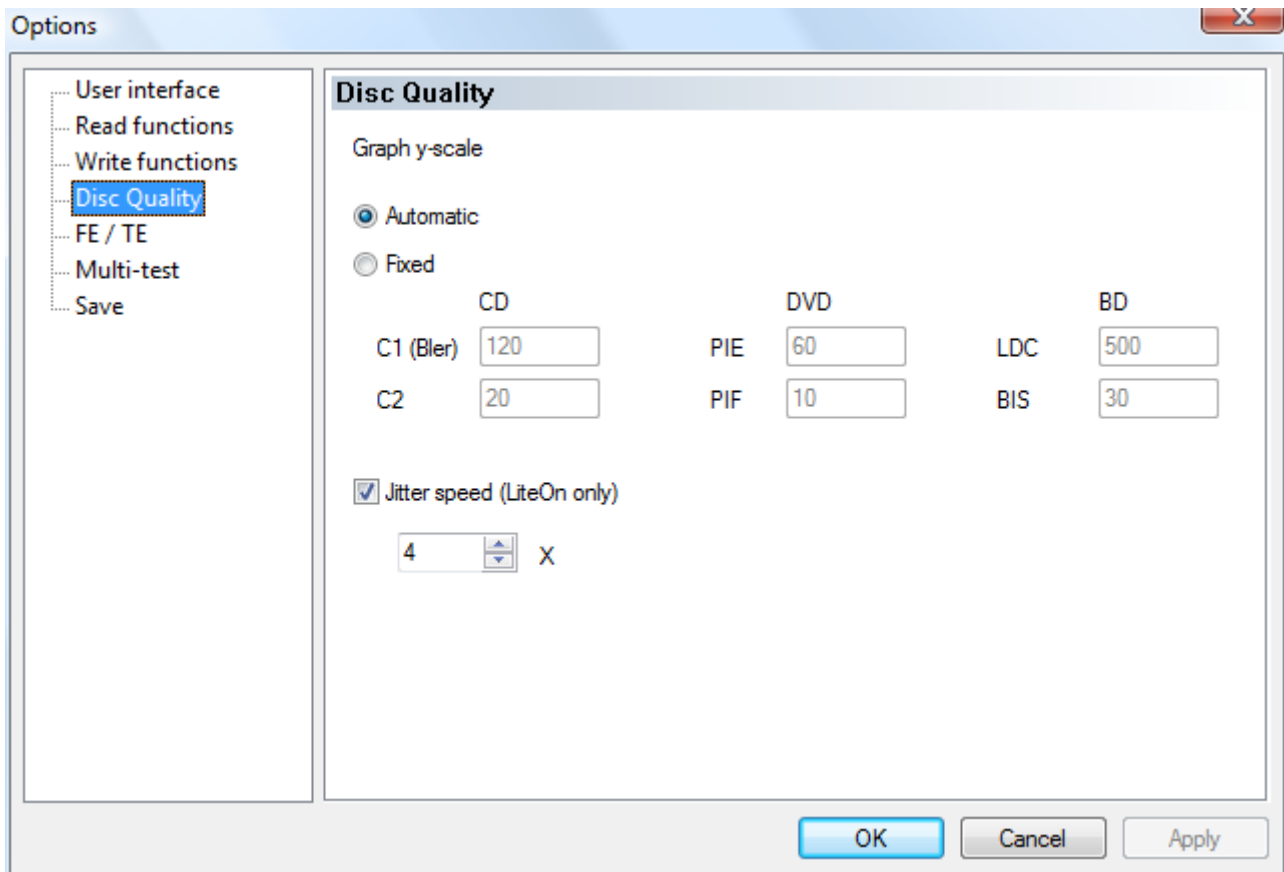 Options
User interface
Read functions
Write functions
Disc Quality
FE / TE
Multi-test
Save
Disc Quality
Graph y-scale
Automatic
Fixed
CD DVD BD
C1 (Bler) 120 PIE 60 LDC 500
C2 20 PIF 10 BIS 30
Jitter speed (LiteOn only)
4 X
OK Cancel Apply